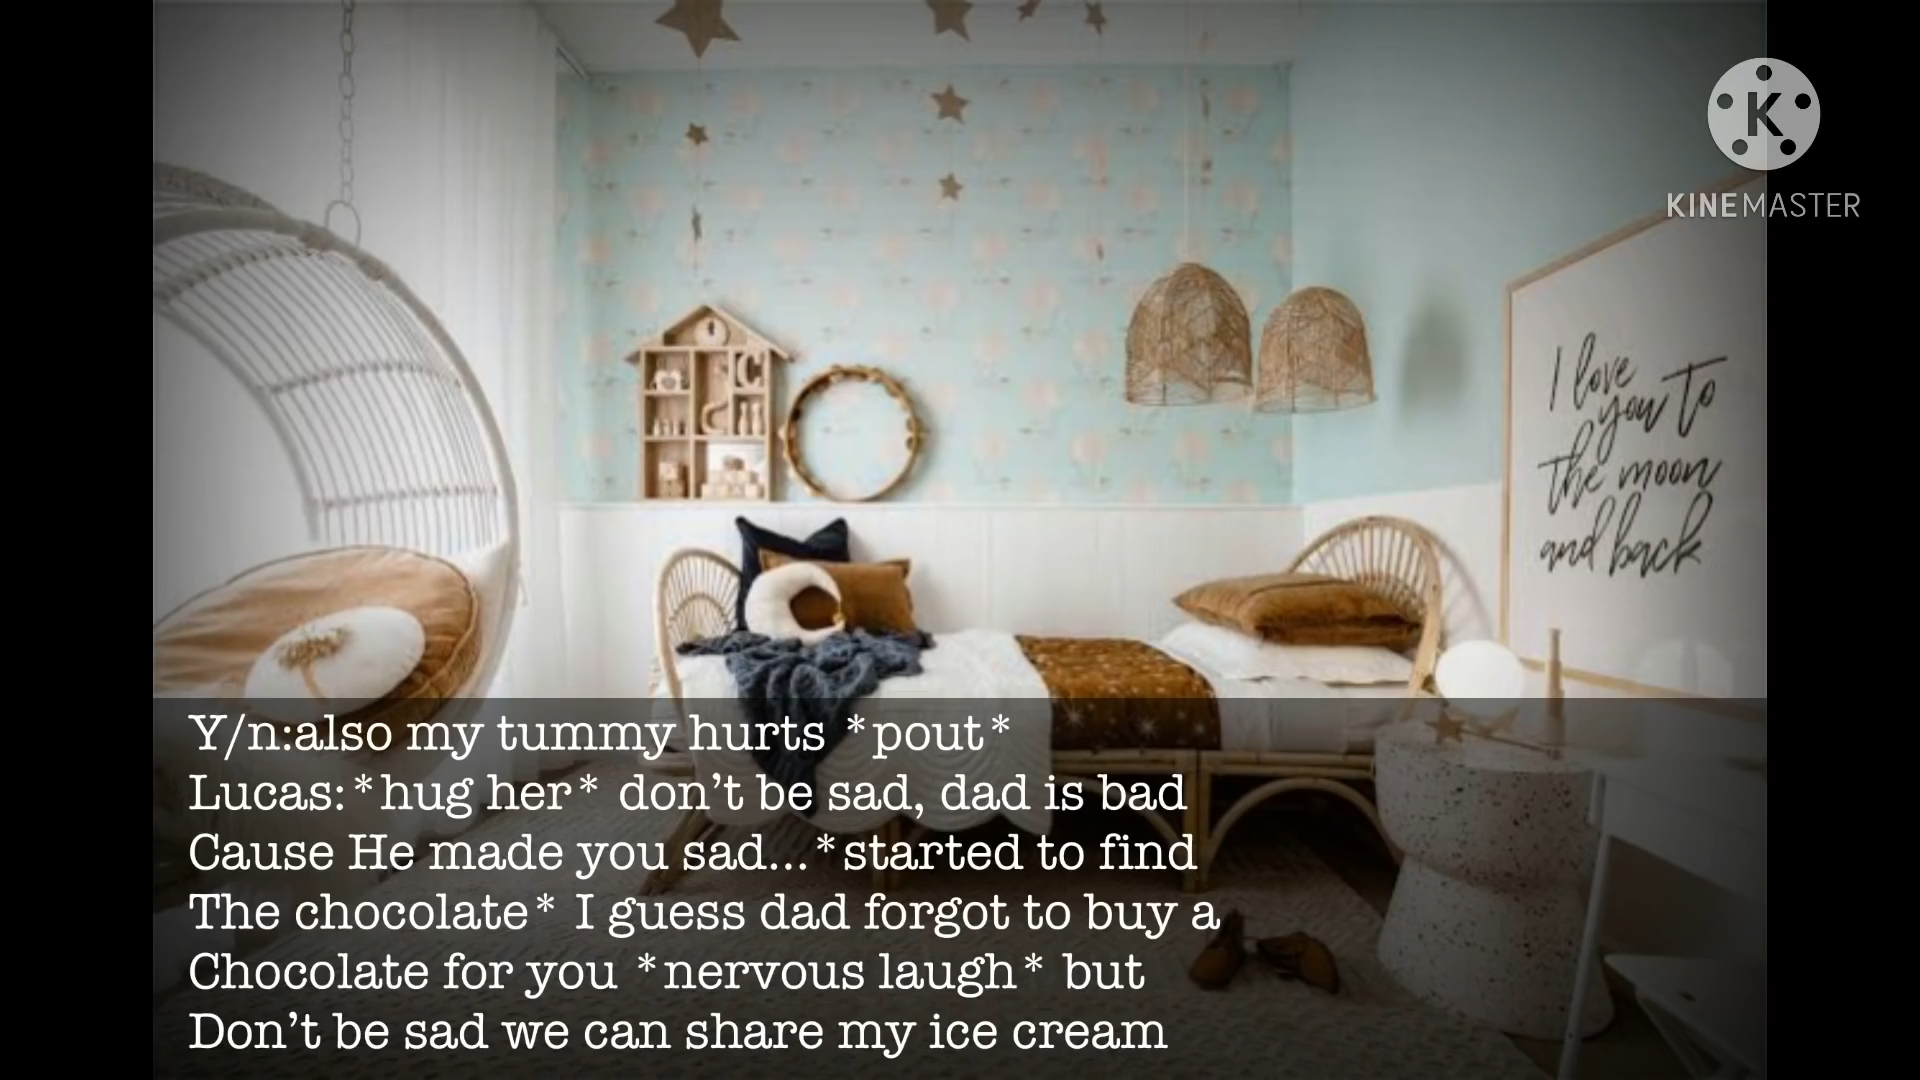 K
KINEMASTER
I love
you to
the moon
and back
Y/n:also my tummy hurts *pout*
Lucas:*hug her* don't be sad, dad is bad
Cause He made you sad...*started to find
The chocolate* I guess dad forgot to buy a
Chocolate for you *nervous laugh* but
Don't be sad we can share my ice cream